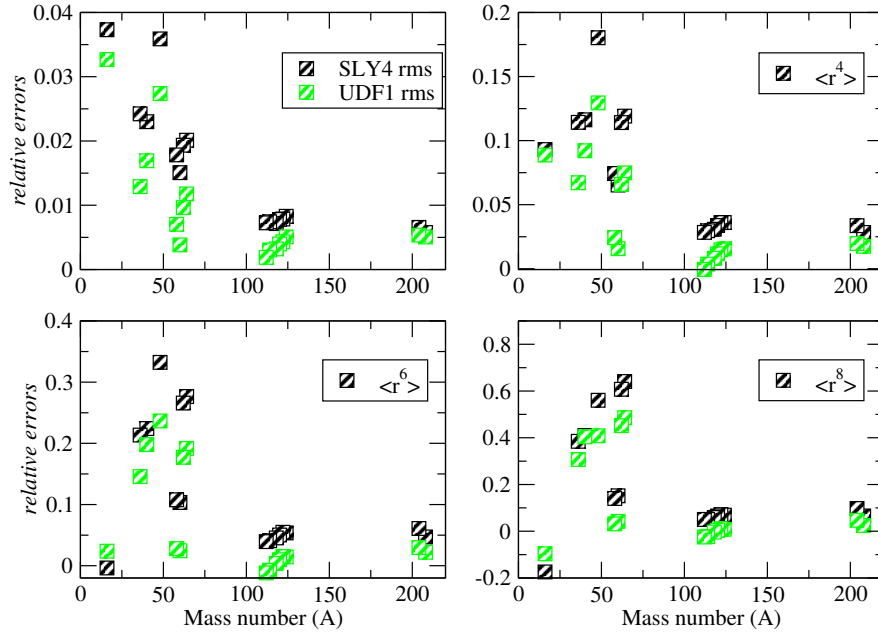 0.04
0.03
0.02
0.01
0
relative errors
SLY4 rms
UDF1 rms
0 50 100 150 200
0.2
0.15
0.1
0.05
0
<r^4>
0 50 100 150 200
0.4
0.3
0.2
0.1
0
relative errors
<r^6>
0 50 100 150 200
Mass number (A)
0.8
0.6
0.4
0.2
0
-0.2
<r^8>
0 50 100 150 200
Mass number (A)